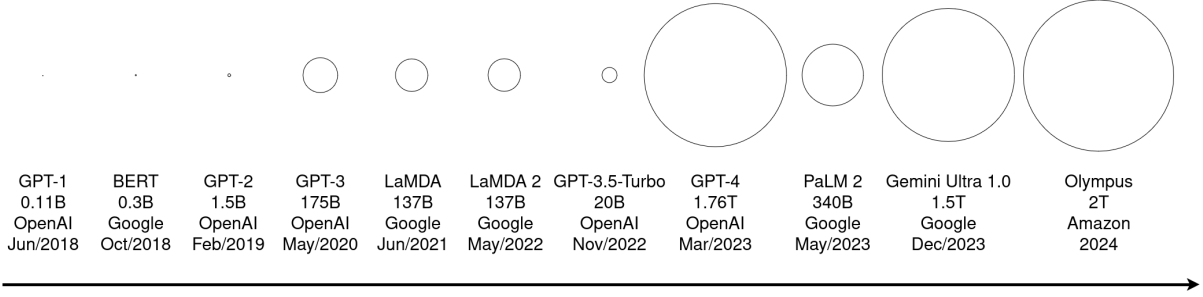 GPT-1 BERT GPT-2 GPT-3 LaMDA LaMDA 2 GPT-3.5-Turbo GPT-4 PaLM 2 Gemini Ultra 1.0 Olympus
0.11B 0.3B 1.5B 175B 137B 137B 20B 1.76T 340B 1.5T 2T
OpenAI Google OpenAI OpenAI Google Google OpenAI OpenAI Google Google Amazon
Jun/2018 Oct/2018 Feb/2019 May/2020 Jun/2021 May/2022 Nov/2022 Mar/2023 May/2023 Dec/2023 2024